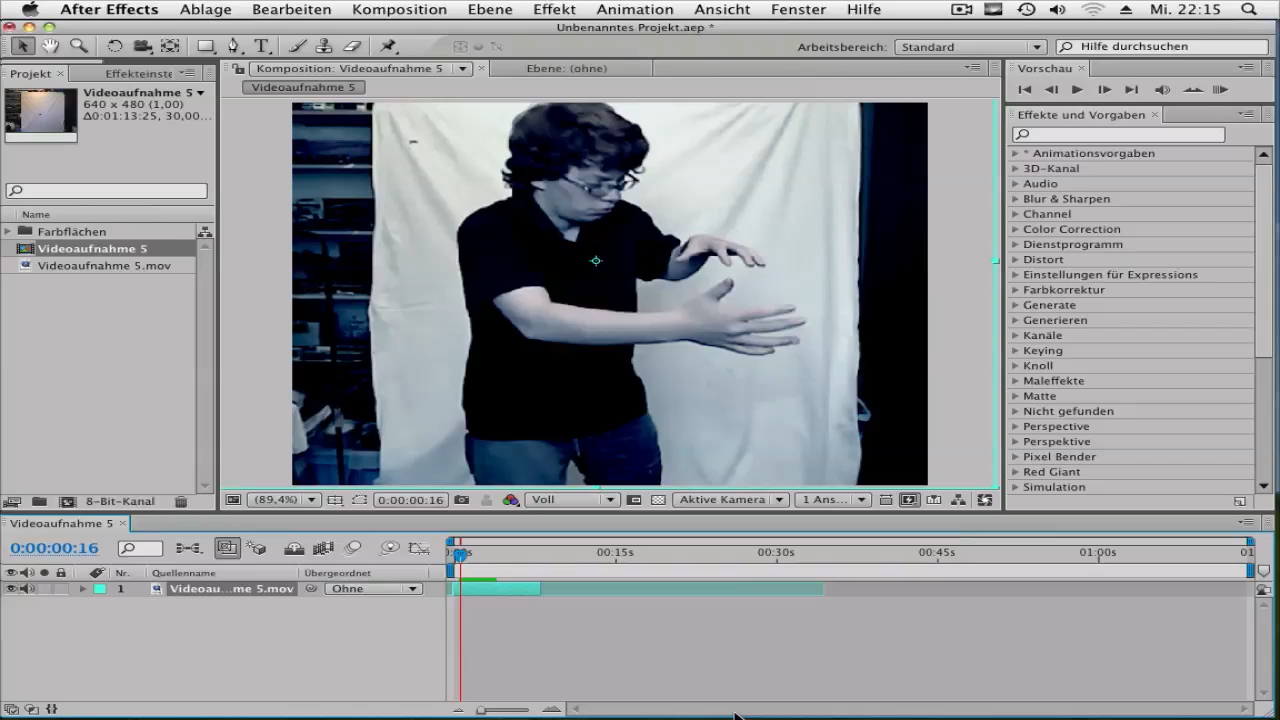 After Effects Ablage Bearbeiten Komposition Ebene Effekt Animation Ansicht Fenster Hilfe Mi. 22:15
Unbenanntes Projekt.aep *
Arbeitsbereich: Standard Hilfe durchsuchen
Projekt × Effekteinste
Komposition: Videoaufnahme 5 × Ebene: (ohne)
Vorschau ×
Videoaufnahme 5
Videoaufnahme 5
640 x 480 (1,00)
Δ0:01:13:25, 30,00...
Effekte und Vorgaben ×
* Animationsvorgaben
3D-Kanal
Audio
Blur & Sharpen
Channel
Color Correction
Dienstprogramm
Distort
Einstellungen für Expressions
Farbkorrektur
Generate
Generieren
Kanäle
Keying
Knoll
Maleffekte
Matte
Nicht gefunden
Perspective
Perspektive
Pixel Bender
Red Giant
Simulation
Name
Farbflächen
Videoaufnahme 5
Videoaufnahme 5.mov
8-Bit-Kanal
(89,4%) 0:00:00:16 Voll Aktive Kamera 1 Ans...
Videoaufnahme 5 ×
0:00:00:16
00:15s 00:30s 00:45s 01:00s 01
Nr. Quellenname Übergeordnet
1 Videoau...me 5.mov Ohne